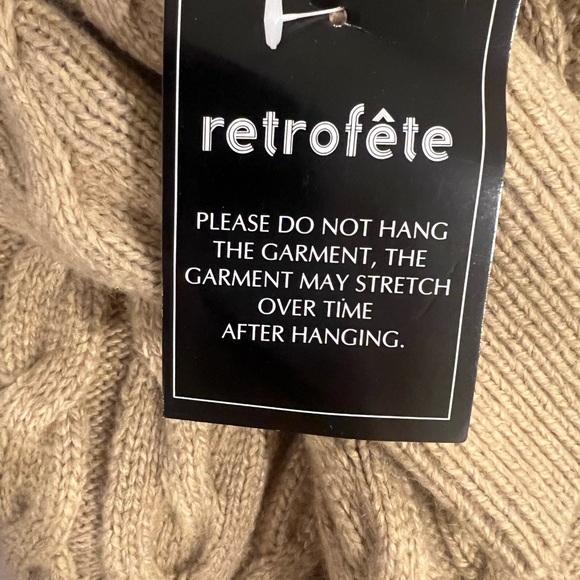 retrofête
PLEASE DO NOT HANG
THE GARMENT, THE
GARMENT MAY STRETCH
OVER TIME
AFTER HANGING.